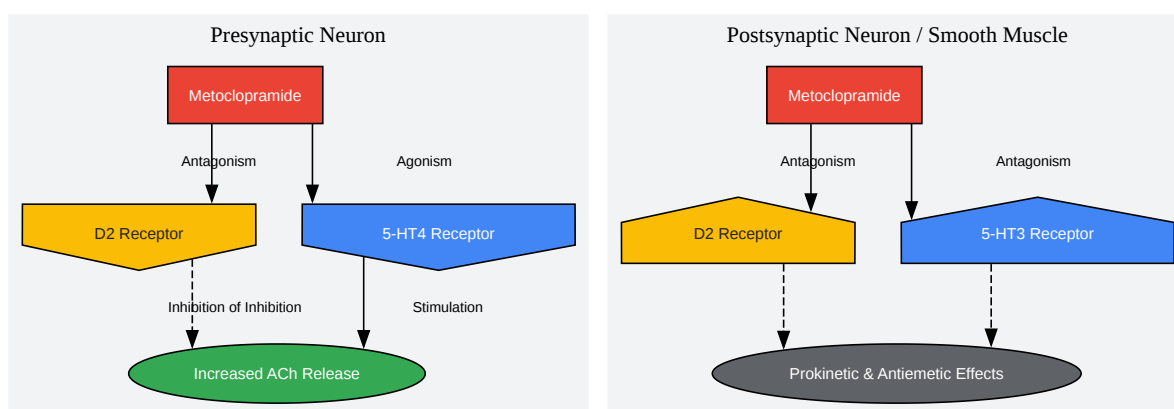 Presynaptic Neuron
Metoclopramide
Antagonism
Agonism
D2 Receptor
5-HT4 Receptor
Inhibition of Inhibition
Stimulation
Increased ACh Release
Postsynaptic Neuron / Smooth Muscle
Metoclopramide
Antagonism
Antagonism
D2 Receptor
5-HT3 Receptor
Prokinetic & Antiemetic Effects